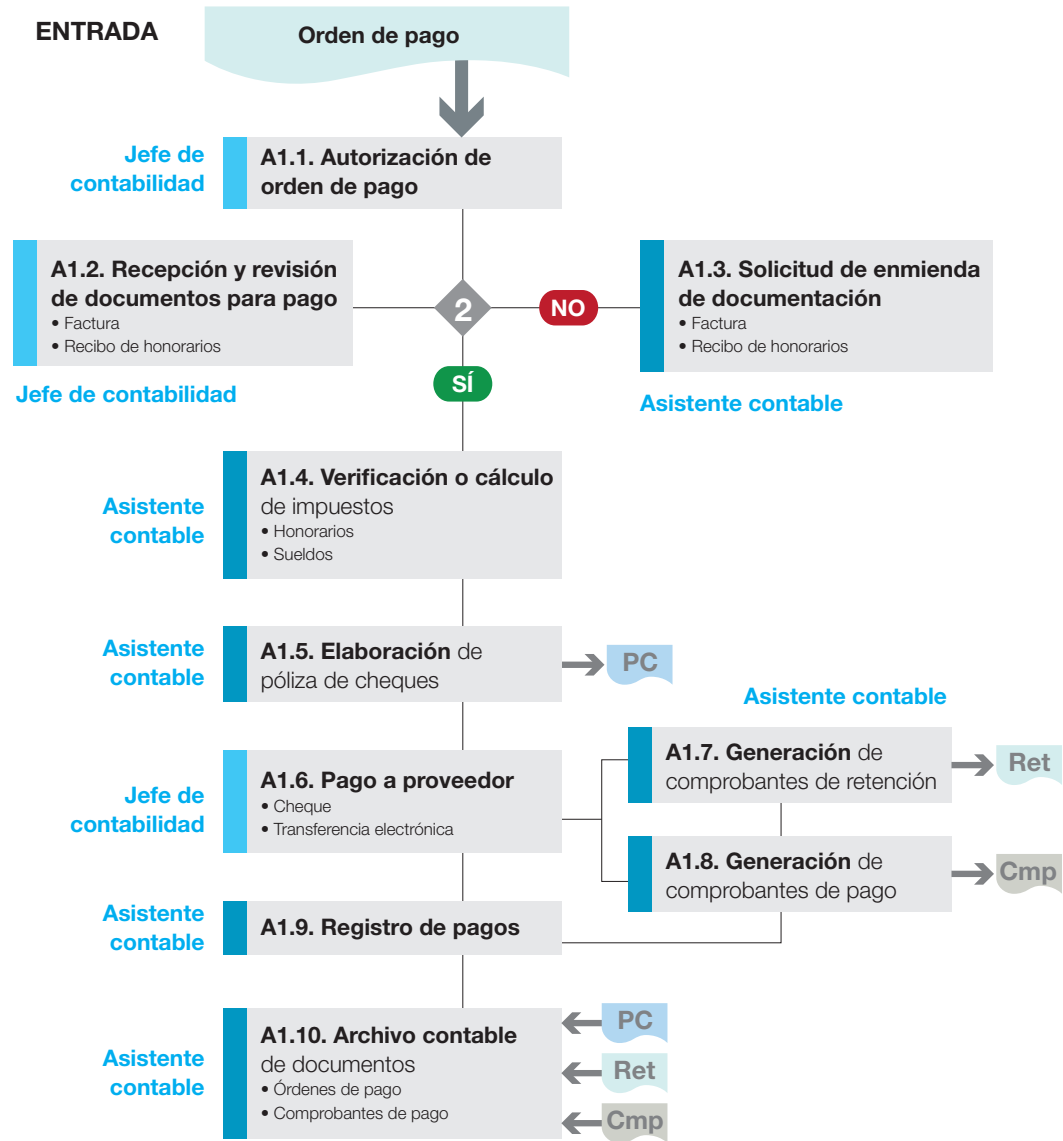 ENTRADA
Orden de pago
Jefe de
contabilidad
A1.1. Autorización de
orden de pago
A1.2. Recepción y revisión
de documentos para pago
• Factura
• Recibo de honorarios
Jefe de contabilidad
2
NO
A1.3. Solicitud de enmienda
de documentación
• Factura
• Recibo de honorarios
Asistente contable
SÍ
Asistente
contable
A1.4. Verificación o cálculo
de impuestos
• Honorarios
• Sueldos
Asistente
contable
A1.5. Elaboración de
póliza de cheques
PC
Jefe de
contabilidad
A1.6. Pago a proveedor
• Cheque
• Transferencia electrónica
Asistente contable
A1.7. Generación de
comprobantes de retención
Ret
A1.8. Generación de
comprobantes de pago
Cmp
Asistente
contable
A1.9. Registro de pagos
Asistente
contable
A1.10. Archivo contable
de documentos
• Órdenes de pago
• Comprobantes de pago
PC
Ret
Cmp